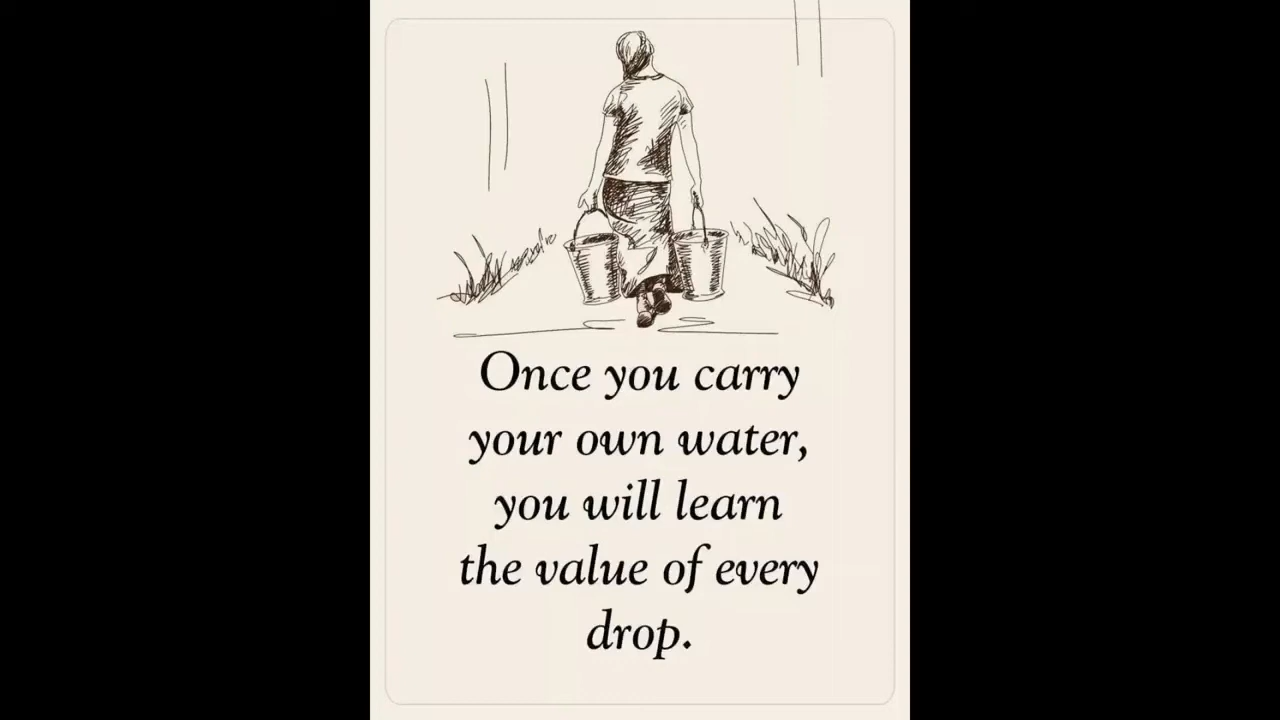 Once you carry
your own water,
you will learn
the value of every
drop.